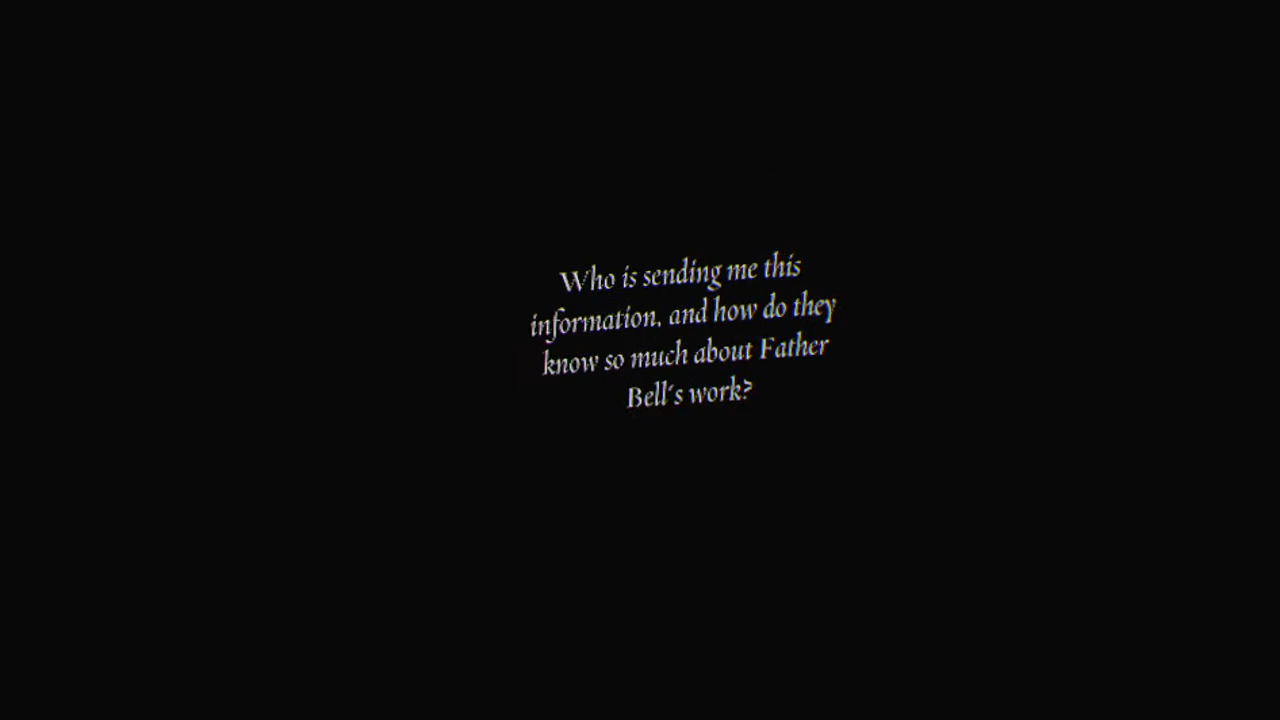 Who is sending me this
information, and how do they
know so much about Father
Bell's work?